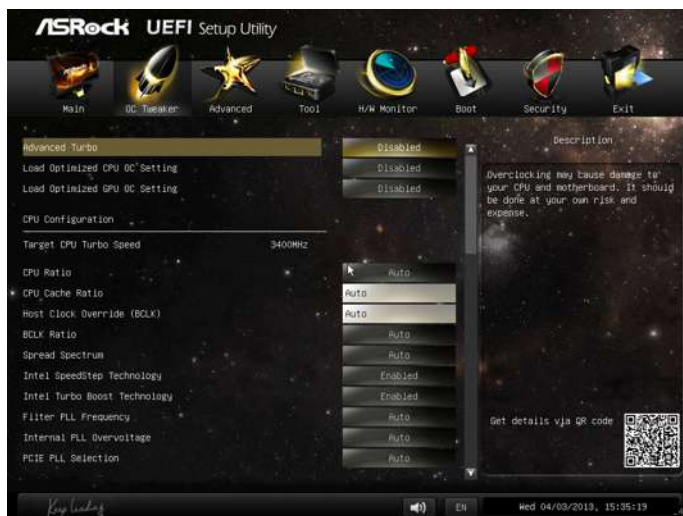 ASRock UEFI Setup Utility
Main OC Tweaker Advanced Tool H/W Monitor Boot Security Exit
Advanced Turbo Disabled
Load Optimized CPU OC Setting Disabled
Load Optimized GPU OC Setting Disabled
CPU Configuration
Target CPU Turbo Speed 3400MHz
CPU Ratio Auto
CPU Cache Ratio Auto
Host Clock Override (BCLK) Auto
BCLK Ratio Auto
Spread Spectrum Auto
Intel SpeedStep Technology Enabled
Intel Turbo Boost Technology Enabled
Filter PLL Frequency Auto
Internal PLL Overvoltage Auto
PCIE PLL Selection Auto
Description
Overclocking may cause damage to
your CPU and motherboard. It should
be done at your own risk and
expense.
Get details via QR code
Keep leading
EN
Wed 04/03/2013, 15:35:19